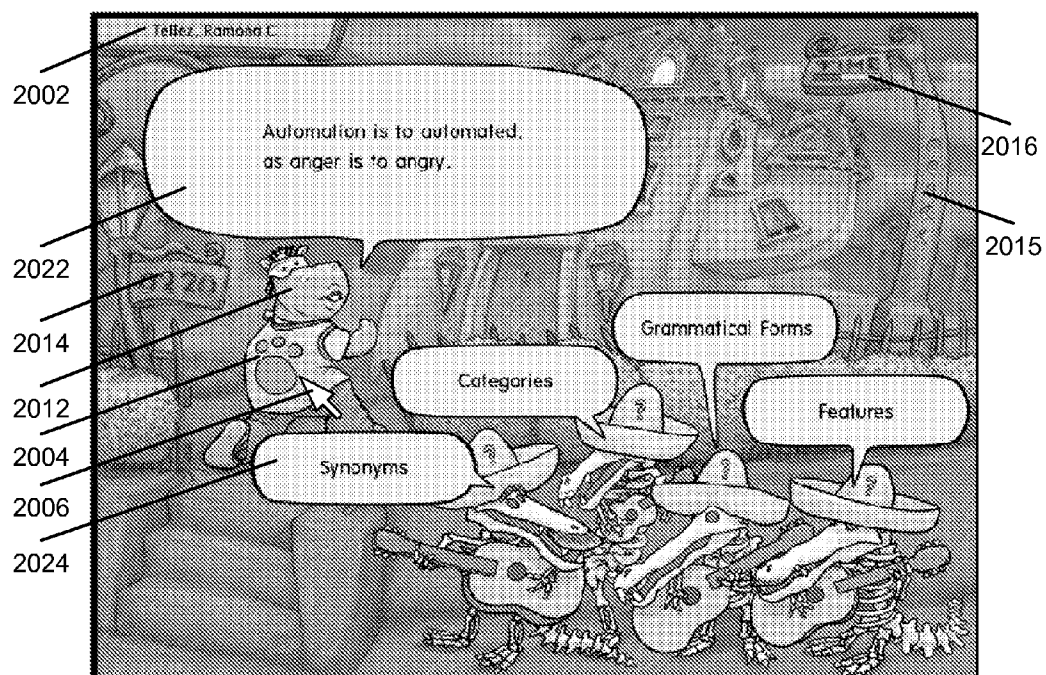 Tellez, Ramona C.
2002
TIME
2016
Automation is to automated,
as anger is to angry.
2015
2022
2014
Grammatical Forms
Categories
2012
Features
2004
Synonyms
2006
2024